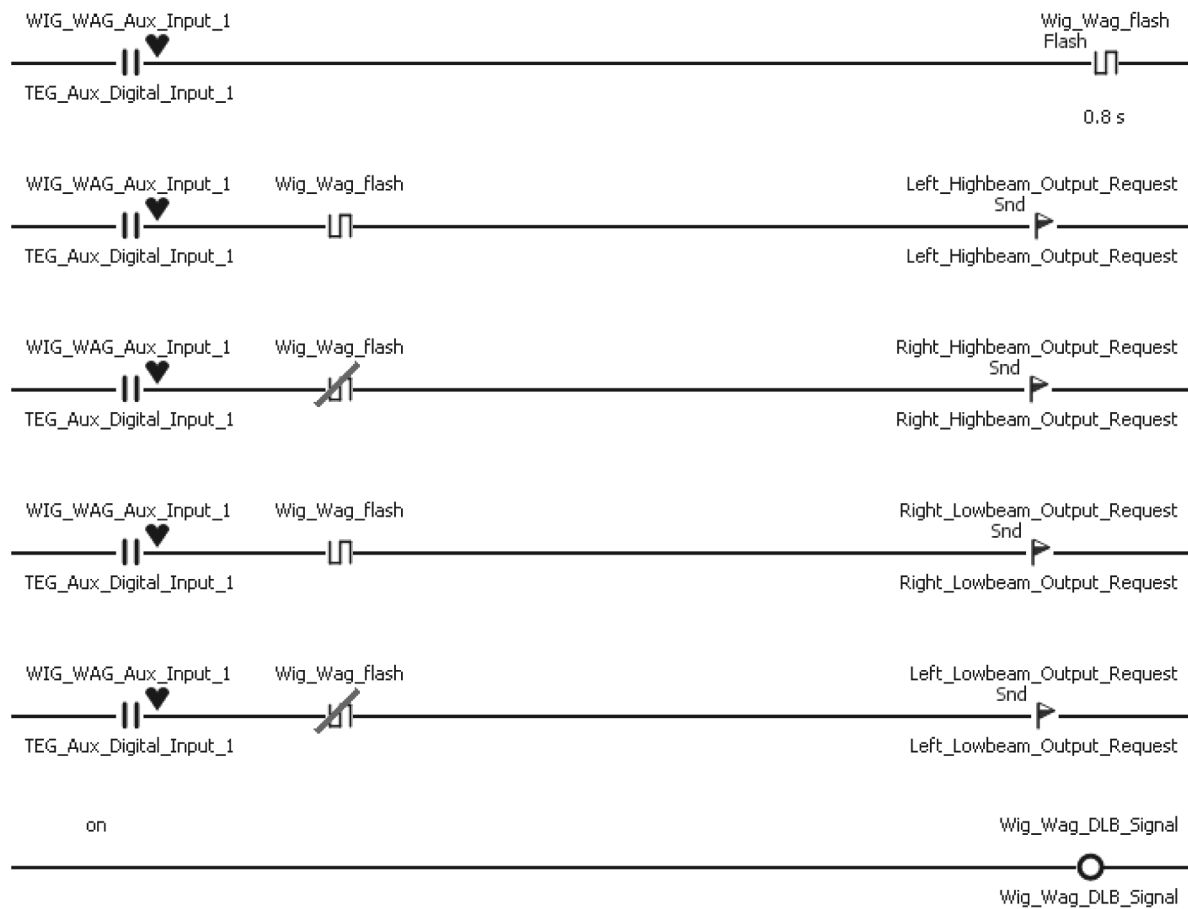 WIG_WAG_Aux_Input_1 Wig_Wag_flash
Flash
TEG_Aux_Digital_Input_1
0.8 s
WIG_WAG_Aux_Input_1 Wig_Wag_flash Left_Highbeam_Output_Request
Snd
TEG_Aux_Digital_Input_1 Left_Highbeam_Output_Request
WIG_WAG_Aux_Input_1 Wig_Wag_flash Right_Highbeam_Output_Request
Snd
TEG_Aux_Digital_Input_1 Right_Highbeam_Output_Request
WIG_WAG_Aux_Input_1 Wig_Wag_flash Right_Lowbeam_Output_Request
Snd
TEG_Aux_Digital_Input_1 Right_Lowbeam_Output_Request
WIG_WAG_Aux_Input_1 Wig_Wag_flash Left_Lowbeam_Output_Request
Snd
TEG_Aux_Digital_Input_1 Left_Lowbeam_Output_Request
on Wig_Wag_DLB_Signal
Wig_Wag_DLB_Signal